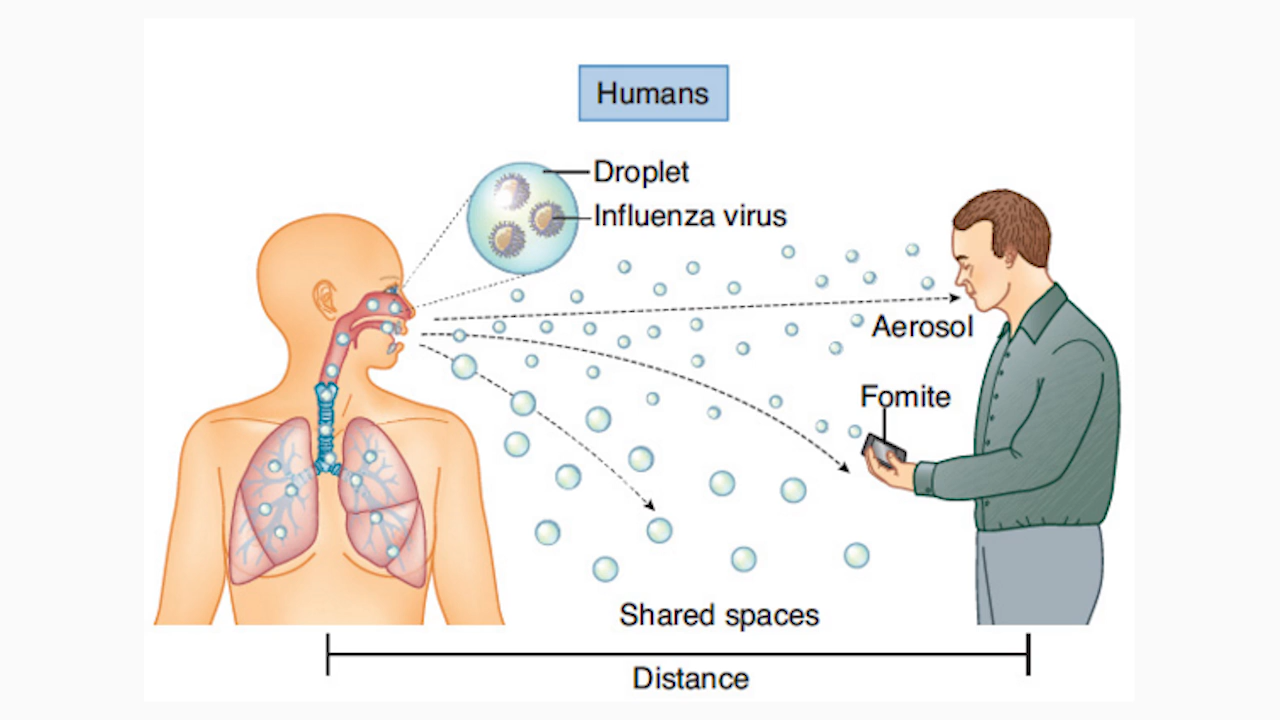 Humans
Droplet
Influenza virus
Aerosol
Fomite
Shared spaces
Distance